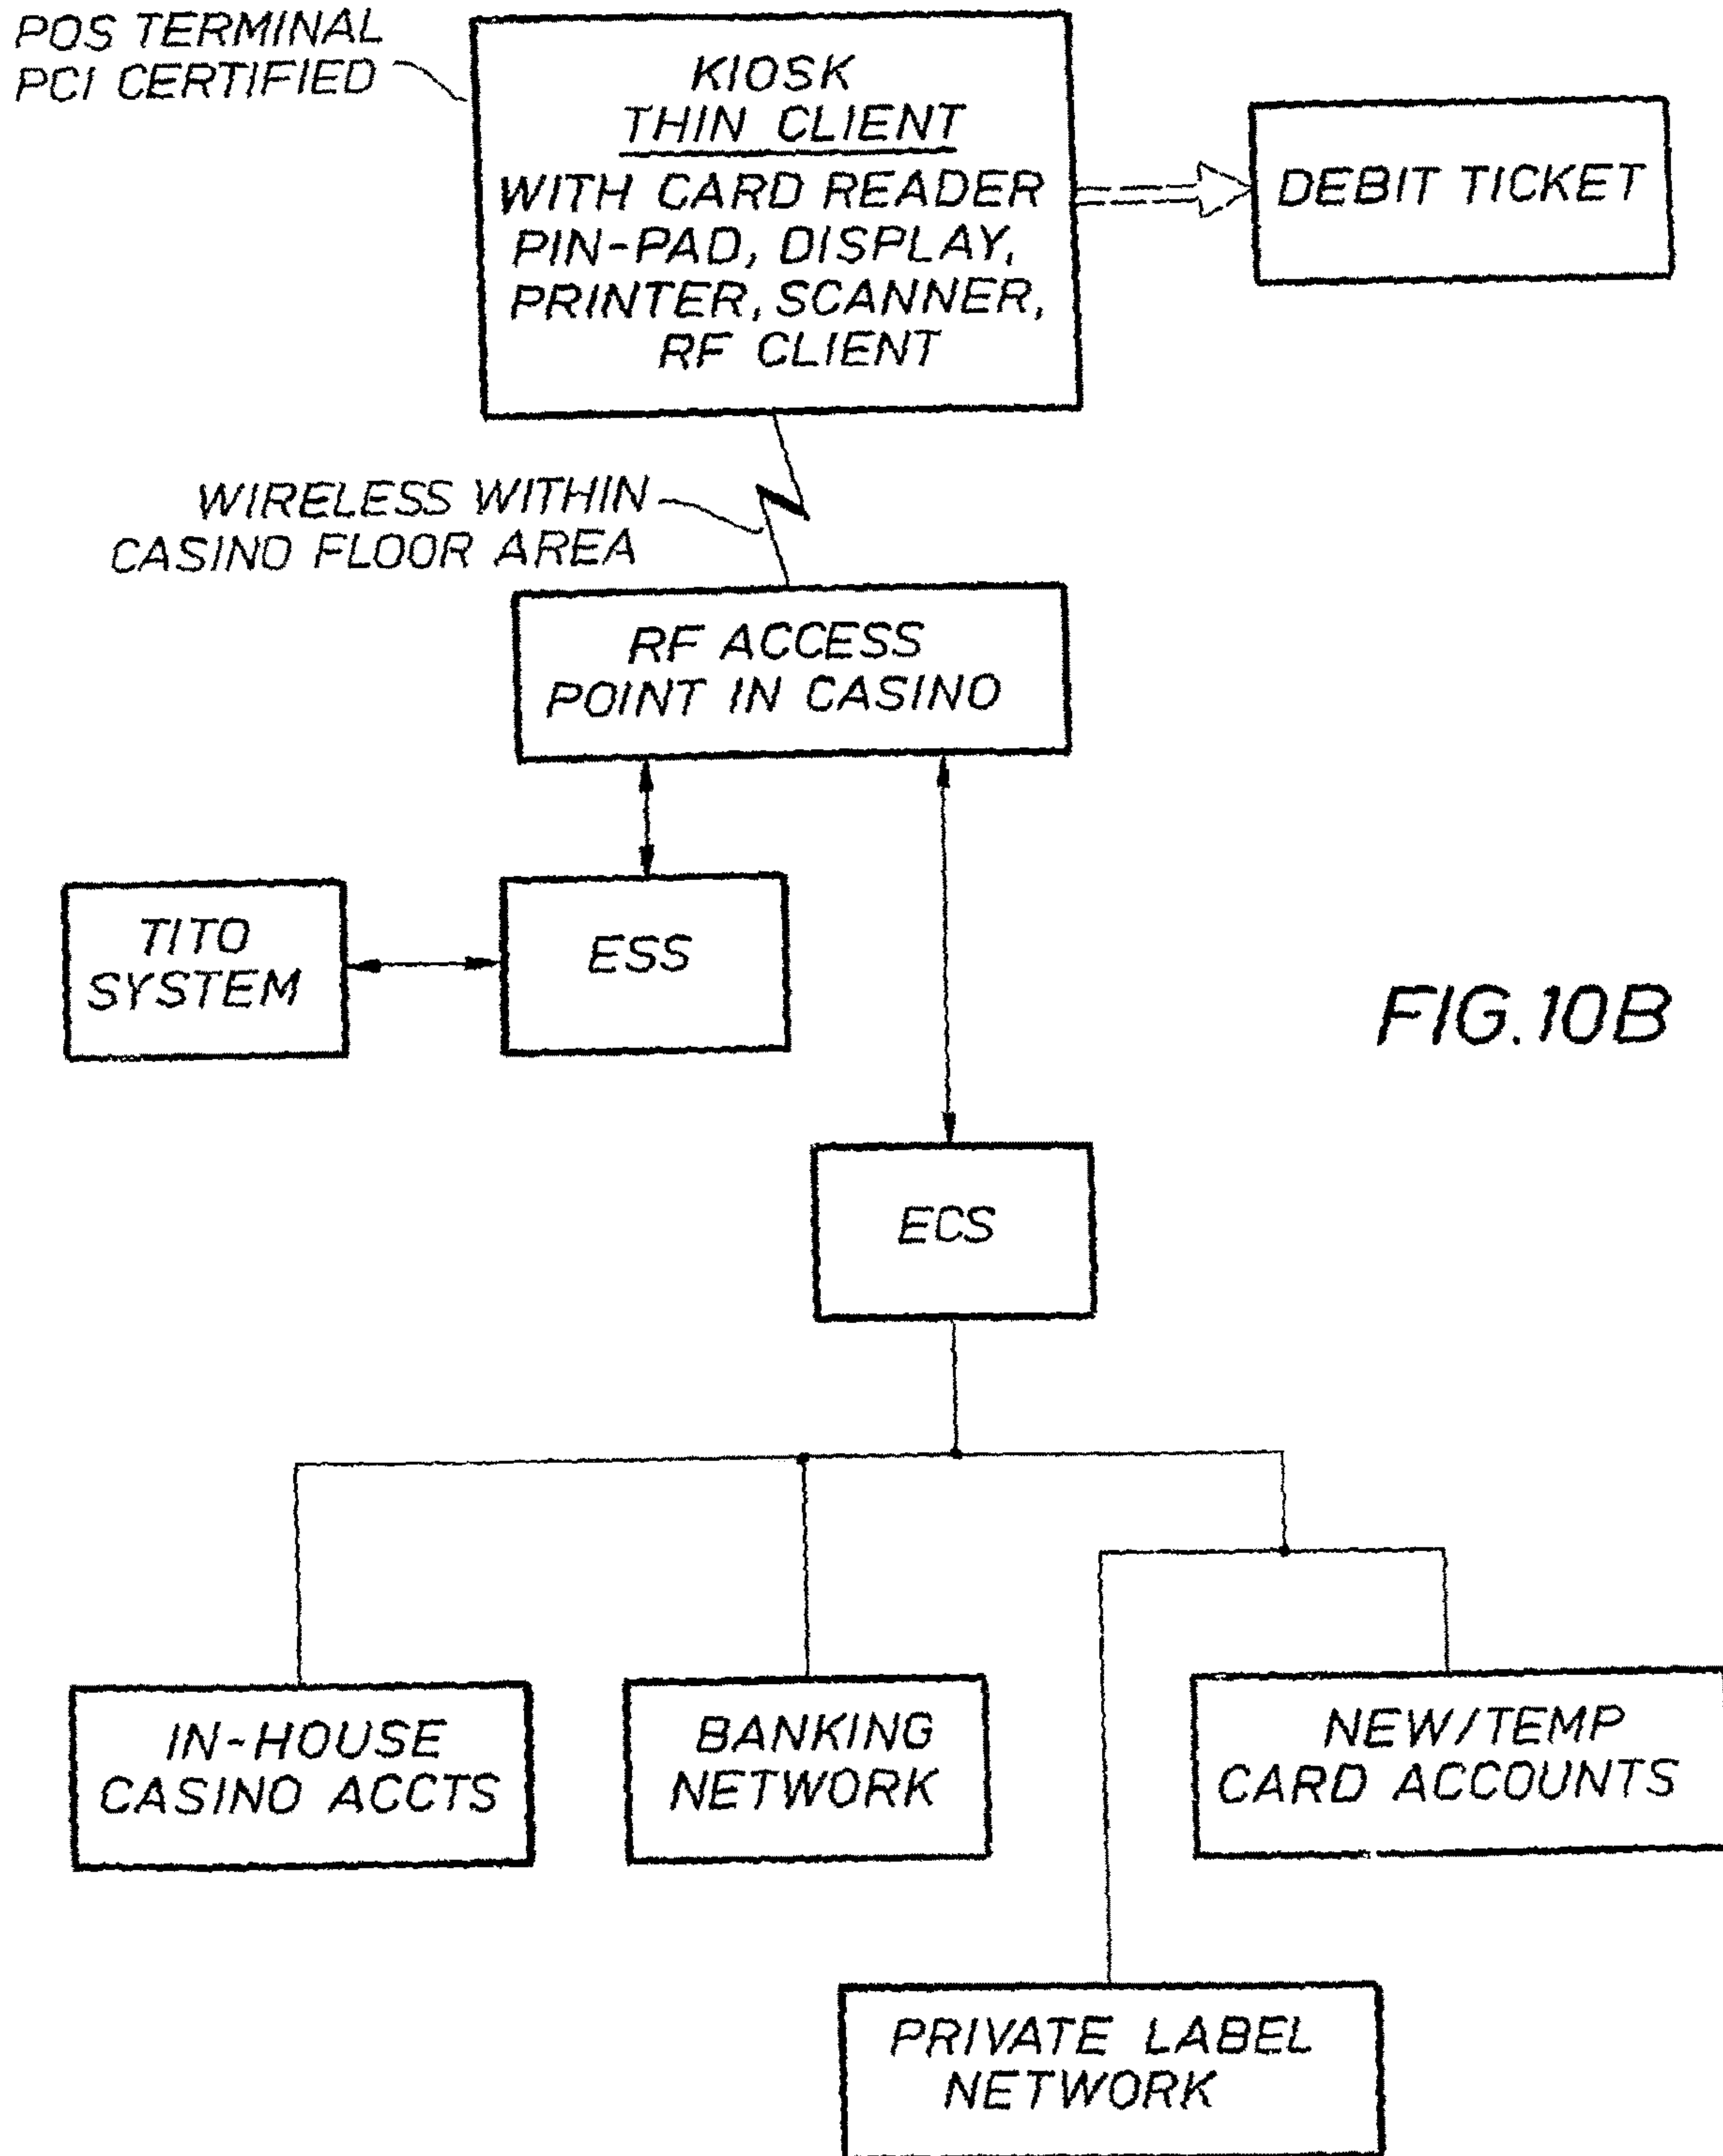 POS TERMINAL
PCI CERTIFIED
KIOSK
THIN CLIENT
WITH CARD READER
PIN-PAD, DISPLAY,
PRINTER, SCANNER,
RF CLIENT
DEBIT TICKET
WIRELESS WITHIN
CASINO FLOOR AREA
RF ACCESS
POINT IN CASINO
TITO
SYSTEM
ESS
FIG. 10B
ECS
IN-HOUSE
CASINO ACCTS
BANKING
NETWORK
NEW/TEMP
CARD ACCOUNTS
PRIVATE LABEL
NETWORK